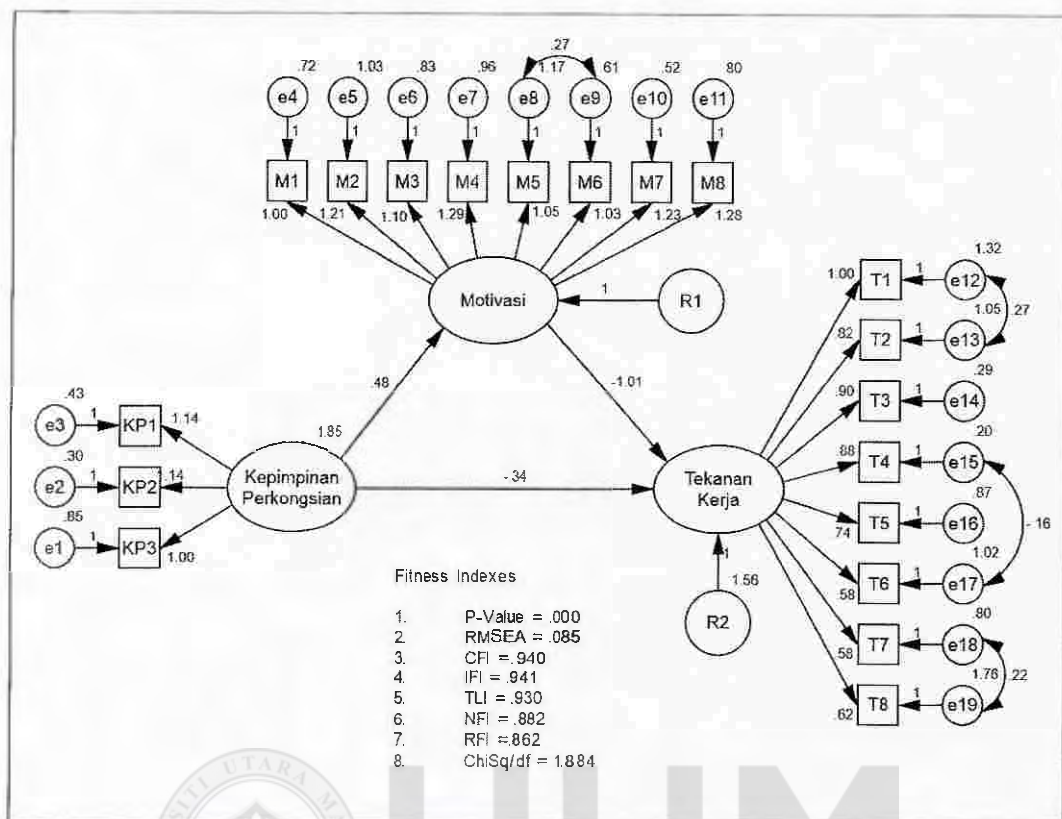 .27
.72 1.03 .83 .96 1.17 .61 .52 .80
e4 e5 e6 e7 e8 e9 e10 e11
1 1 1 1 1 1 1 1
M1 M2 M3 M4 M5 M6 M7 M8
1.00 1.21 1.10 1.29 1.05 1.03 1.23 1.28
Motivasi 1 R1
1.32
1.00 T1 1 e12
1.05 .27
.82 T2 1 e13
.29
.90 T3 1 e14
.20
.88 T4 1 e15
.87
.74 T5 1 e16
-.16
1.02
.58 T6 1 e17
.80
.58 T7 1 e18
1.76 .22
.62 T8 1 e19
.48 -1.01
.43
e3 1 KP1 1.14
1.85
.30
e2 1 KP2 1.14
Kepimpinan
Perkongsian
-.34
Tekanan
Kerja
e1 1 KP3 1.00
1
1.56
R2
Fitness Indexes
1. P-Value = .000
2. RMSEA = .085
3. CFI = .940
4. IFI = .941
5. TLI = .930
6. NFI = .882
7. RFI = .862
8. ChiSq/df = 1.884
UTARA
UUM